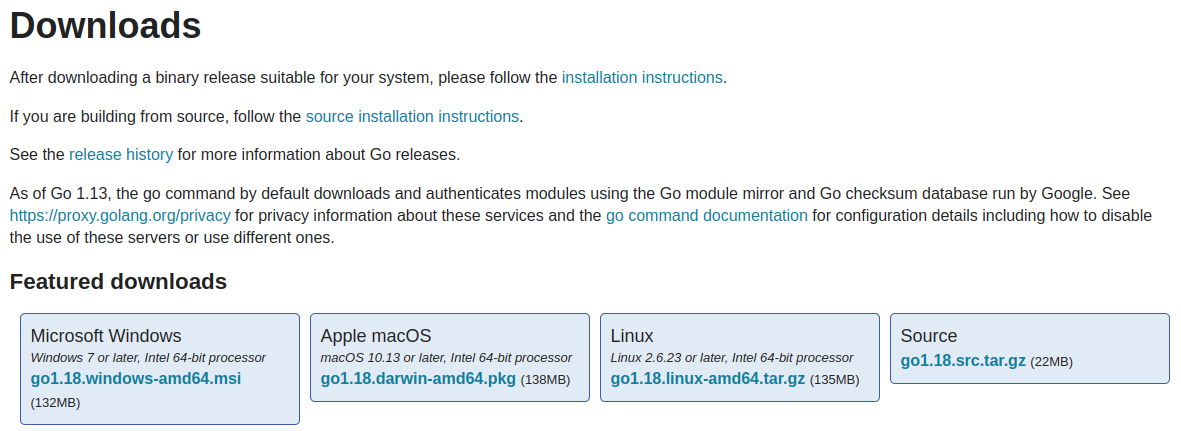 Downloads
After downloading a binary release suitable for your system, please follow the installation instructions.
If you are building from source, follow the source installation instructions.
See the release history for more information about Go releases.
As of Go 1.13, the go command by default downloads and authenticates modules using the Go module mirror and Go checksum database run by Google. See
https://proxy.golang.org/privacy for privacy information about these services and the go command documentation for configuration details including how to disable
the use of these servers or use different ones.
Featured downloads
Microsoft Windows
Windows 7 or later, Intel 64-bit processor
go1.18.windows-amd64.msi
(132MB)
Apple macOS
macOS 10.13 or later, Intel 64-bit processor
go1.18.darwin-amd64.pkg (138MB)
Linux
Linux 2.6.23 or later, Intel 64-bit processor
go1.18.linux-amd64.tar.gz (135MB)
Source
go1.18.src.tar.gz (22MB)